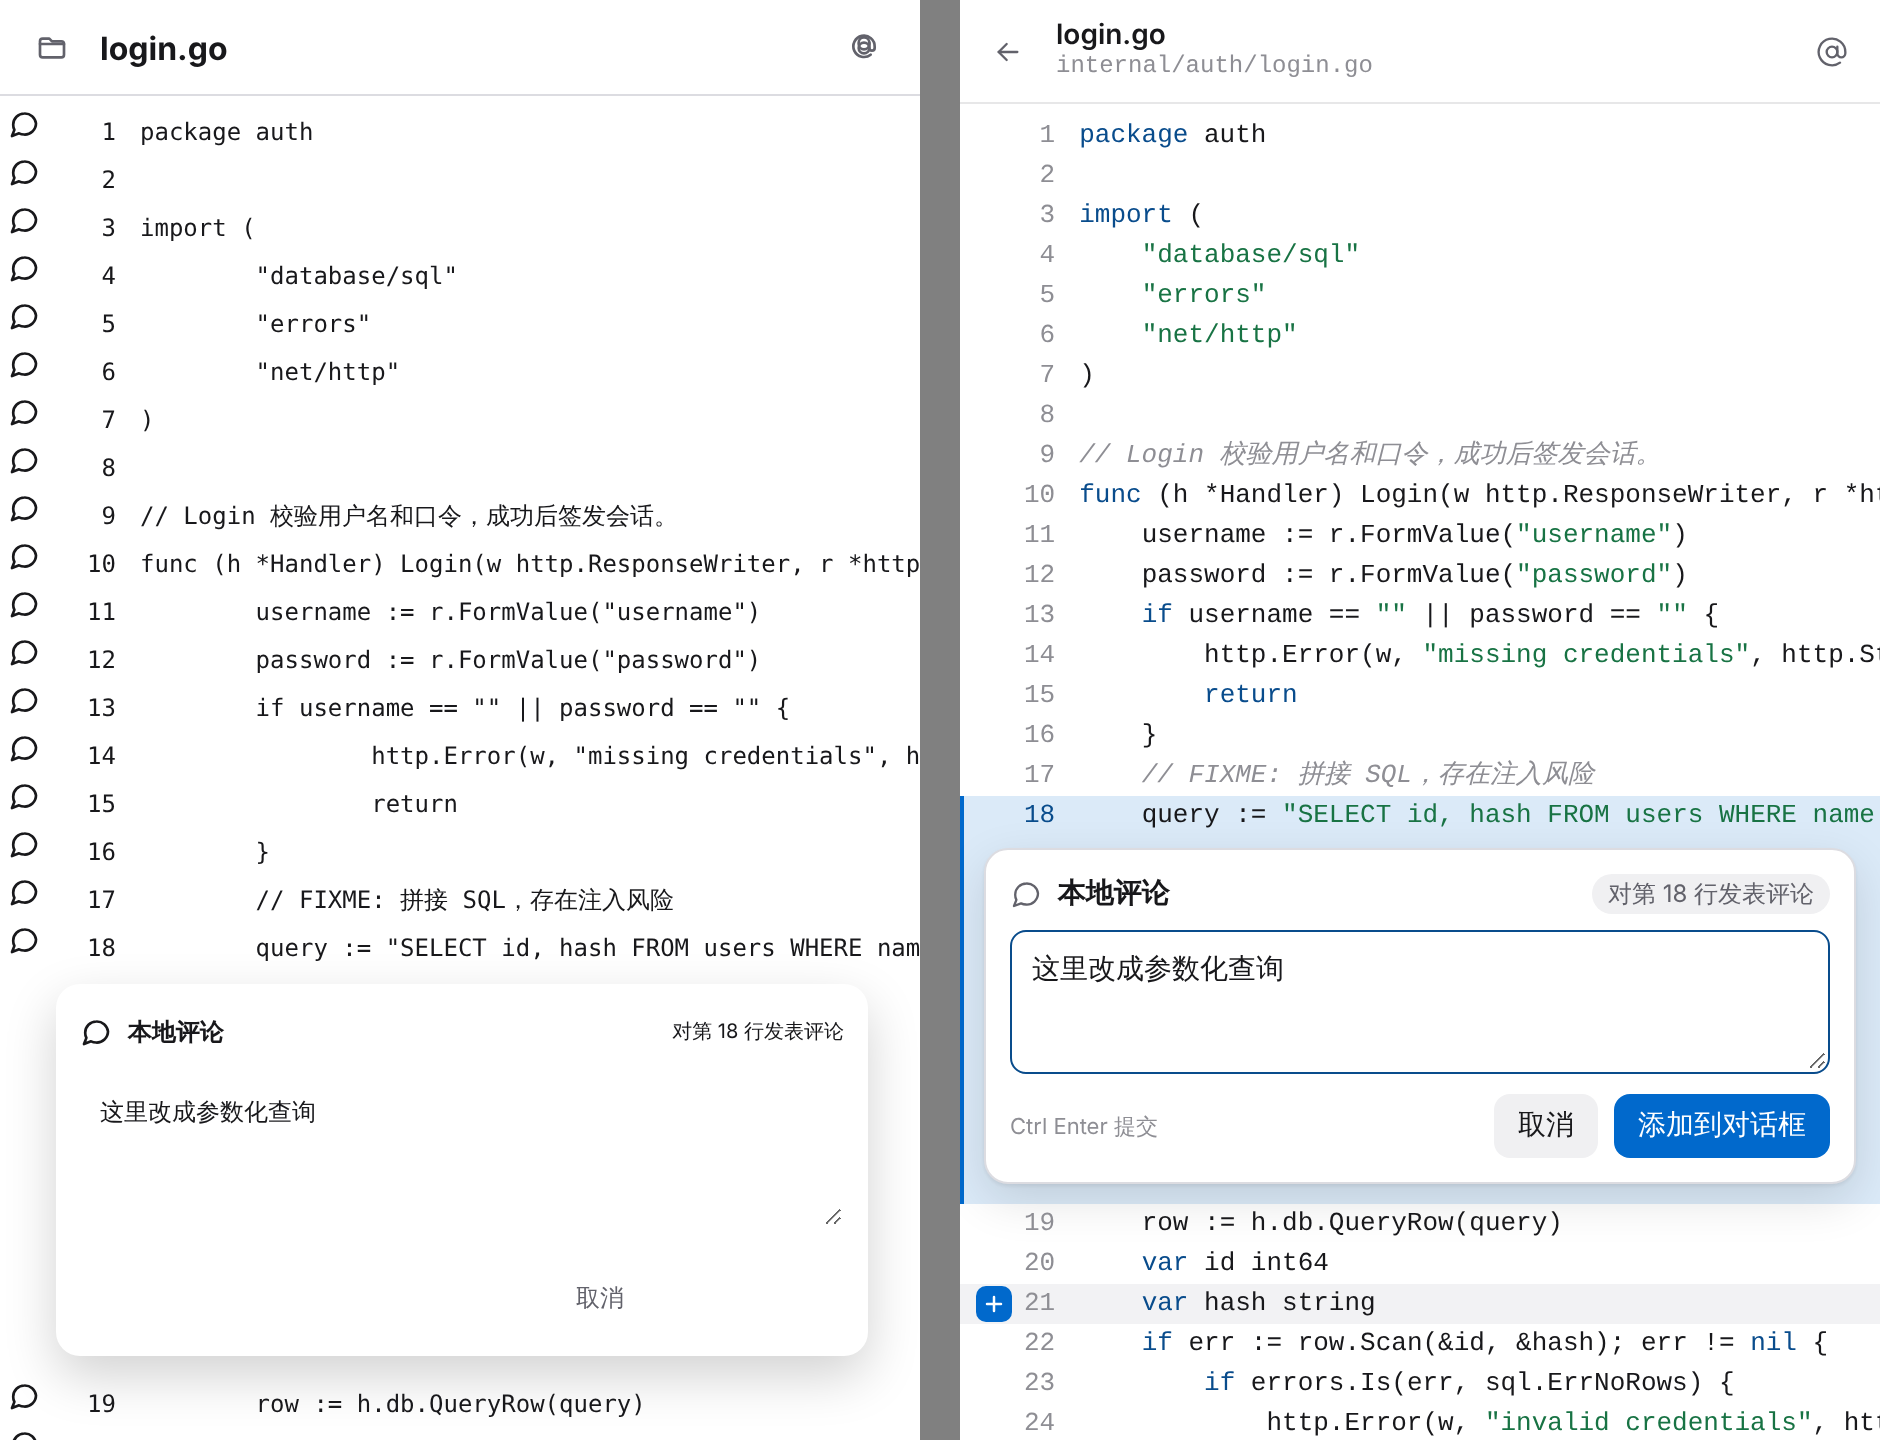 login.go
1 package auth
2
3 import (
4 "database/sql"
5 "errors"
6 "net/http"
7 )
8
9 // Login 校验用户名和口令，成功后签发会话。
10 func (h *Handler) Login(w http.ResponseWriter, r *http
11 username := r.FormValue("username")
12 password := r.FormValue("password")
13 if username == "" || password == "" {
14 http.Error(w, "missing credentials", h
15 return
16 }
17 // FIXME: 拼接 SQL，存在注入风险
18 query := "SELECT id, hash FROM users WHERE nam
本地评论 对第 18 行发表评论
这里改成参数化查询
取消
19 row := h.db.QueryRow(query)
login.go
internal/auth/login.go
1 package auth
2
3 import (
4 "database/sql"
5 "errors"
6 "net/http"
7 )
8
9 // Login 校验用户名和口令，成功后签发会话。
10 func (h *Handler) Login(w http.ResponseWriter, r *ht
11 username := r.FormValue("username")
12 password := r.FormValue("password")
13 if username == "" || password == "" {
14 http.Error(w, "missing credentials", http.St
15 return
16 }
17 // FIXME: 拼接 SQL，存在注入风险
18 query := "SELECT id, hash FROM users WHERE name
本地评论 对第 18 行发表评论
这里改成参数化查询
Ctrl Enter 提交 取消 添加到对话框
19 row := h.db.QueryRow(query)
20 var id int64
21 var hash string
22 if err := row.Scan(&id, &hash); err != nil {
23 if errors.Is(err, sql.ErrNoRows) {
24 http.Error(w, "invalid credentials", htt